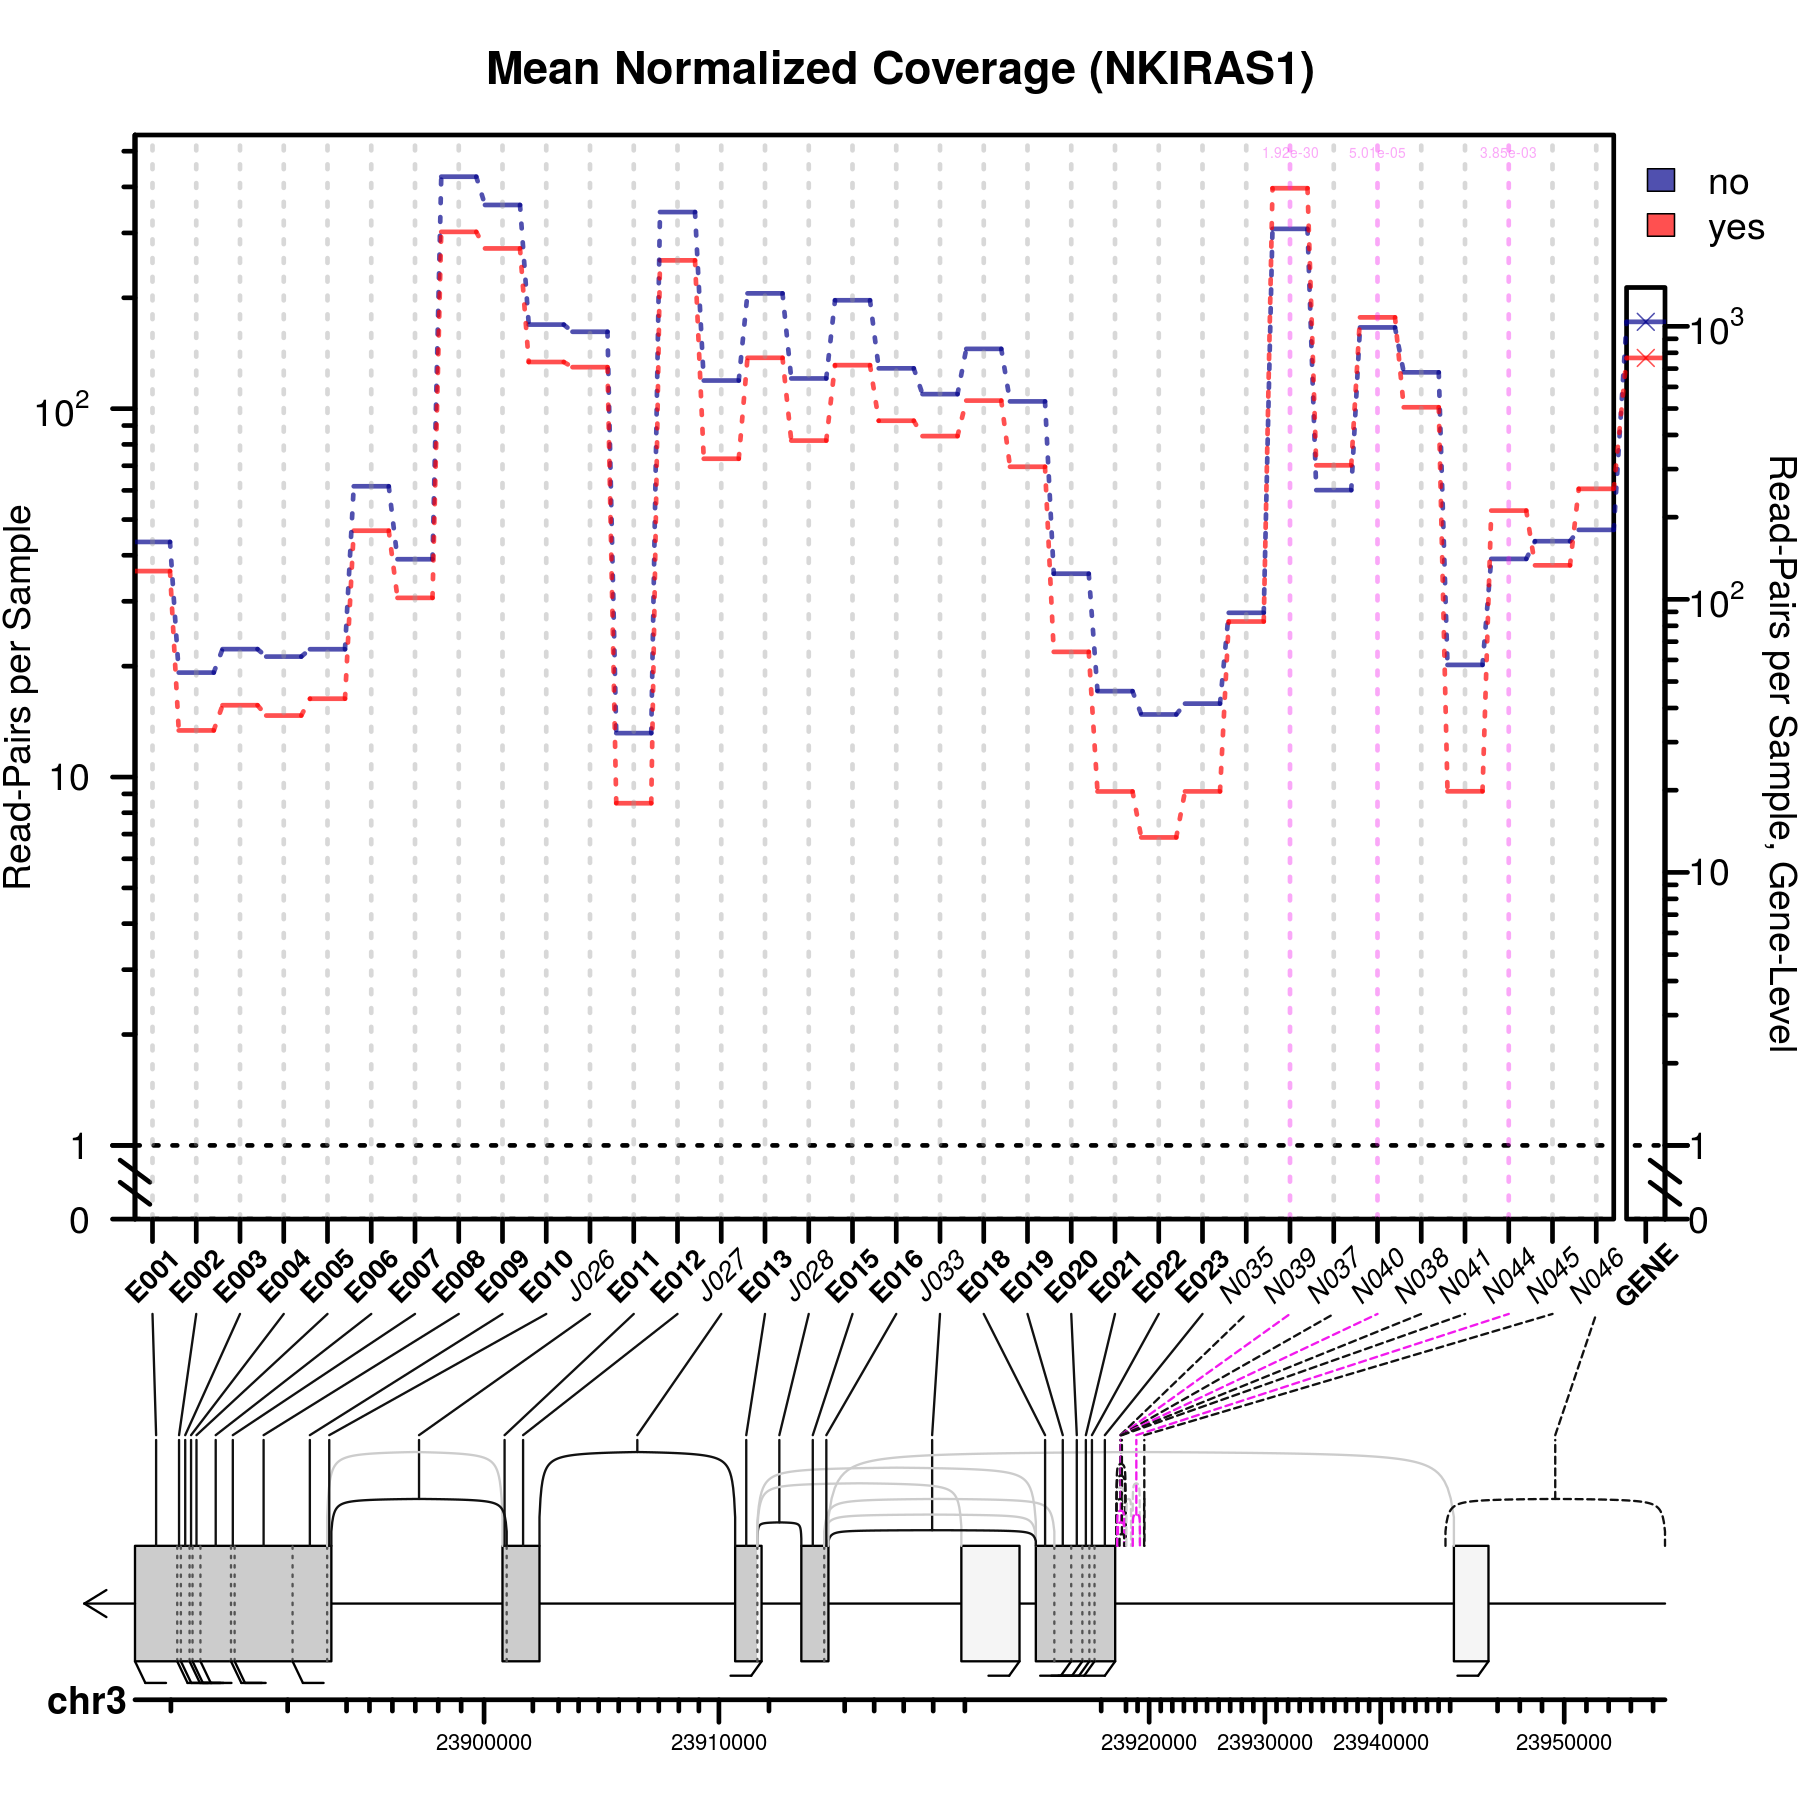 Mean Normalized Coverage (NKIRAS1)
1.92e-30 5.01e-05 3.85e-03
no
yes
Read-Pairs per Sample
10²
10
1
0
10³
10²
10
1
0
Read-Pairs per Sample, Gene-Level
E001 E002 E003 E004 E005 E006 E007 E008 E009 E010 J026 E011 E012 J027 E013 J028 E015 E016 J033 E018 E019 E020 E021 E022 E023 N035 N039 N037 N040 N038 N041 N044 N045 N046 GENE
chr3
23900000 23910000 23920000 23930000 23940000 23950000